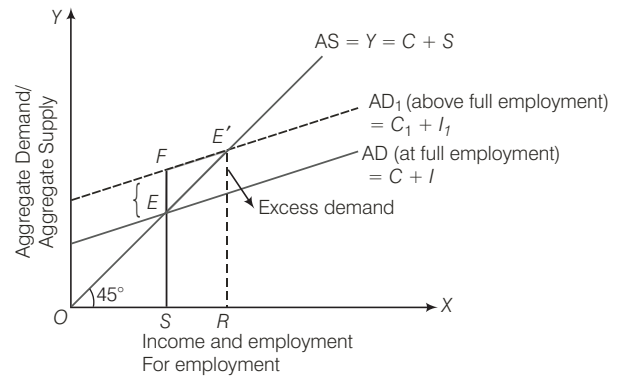 Y
AS = Y = C + S
Aggregate Demand/
Aggregate Supply
AD₁ (above full employment)
= C₁ + I₁
E′
F
AD (at full employment)
= C + I
E
Excess demand
45°
O
S
R
X
Income and employment
For employment